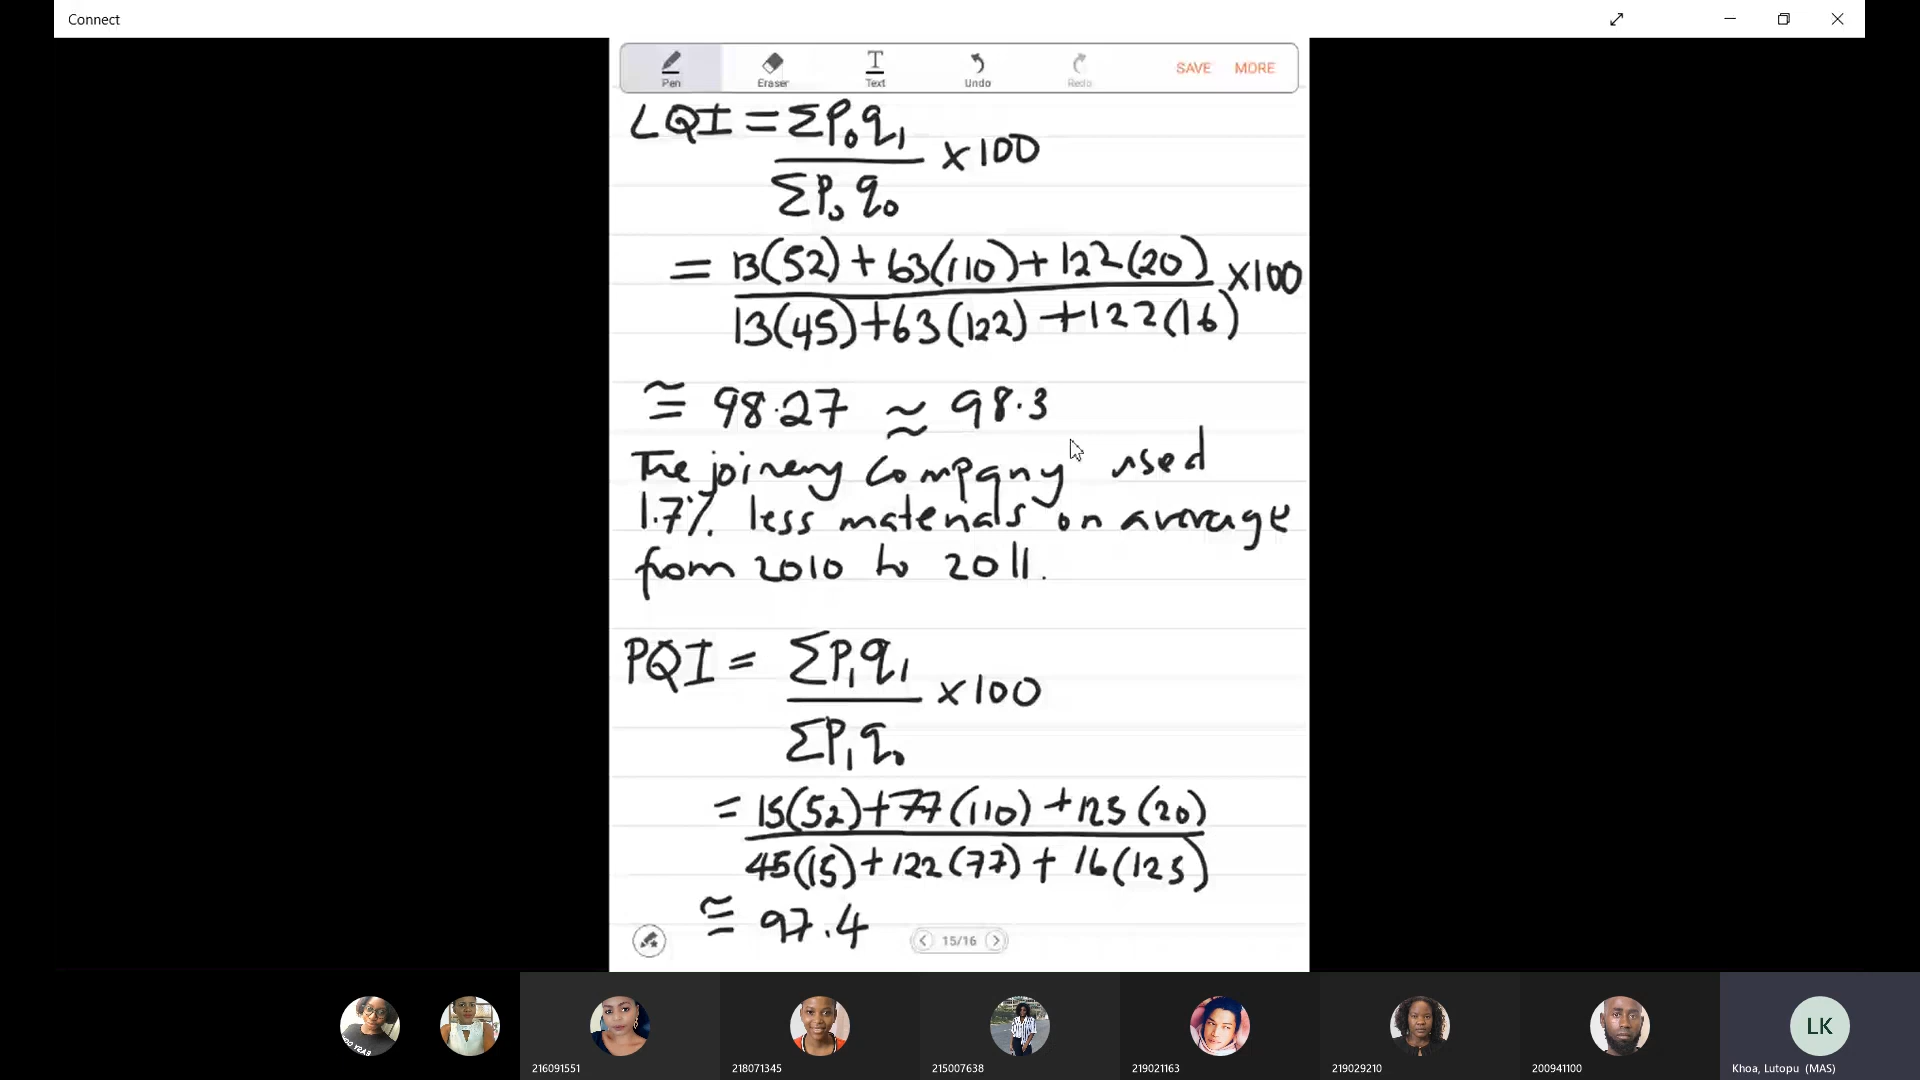 Connect
Pen Eraser Text Undo Redo SAVE MORE
LQI = ΣP₀q₁ / ΣP₀q₀ × 100
= 13(52) + 63(110) + 122(20) / 13(45) + 63(122) + 122(16) × 100
≅ 98.27 ≈ 98.3
The joinery company used
1.7% less materials on average
from 2010 to 2011.
PQI = ΣP₁q₁ / ΣP₁q₀ × 100
= 15(52) + 77(110) + 125(20) / 45(15) + 122(77) + 16(125)
≅ 97.4
15/16
216091551 218071345 215007638 219021163 219029210 200941100 Khoa, Lutopu (MAS)
LK